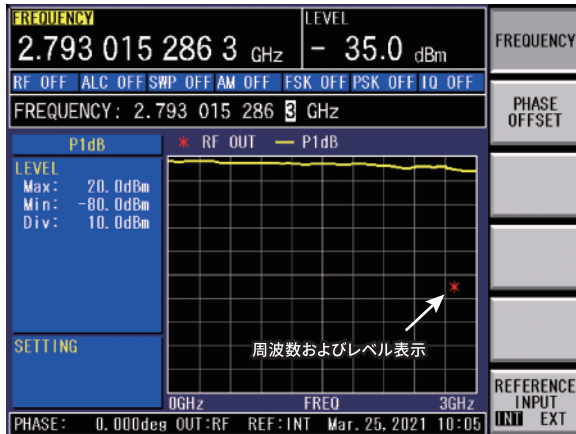 FREQUENCY
2.793 015 286 3 GHz
LEVEL
- 35.0 dBm
RF OFF ALC OFF SWP OFF AM OFF FSK OFF PSK OFF IQ OFF
FREQUENCY: 2.793 015 286 3 GHz
P1dB
LEVEL
Max: 20.0dBm
Min: -80.0dBm
Div: 10.0dBm
SETTING
* RF OUT — P1dB
周波数およびレベル表示
0GHz FREQ 3GHz
PHASE: 0.000deg OUT:RF REF:INT Mar.25,2021 10:05
FREQUENCY
PHASE
OFFSET
REFERENCE
INPUT
INT EXT